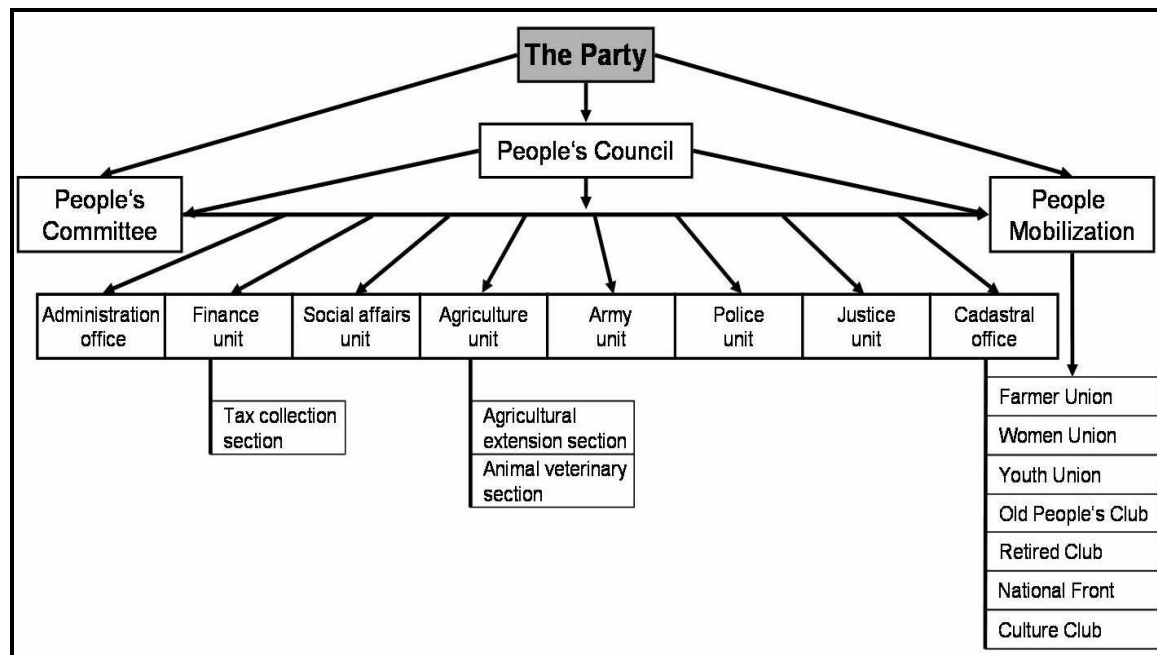 The Party
People‘s Council
People‘s
Committee
People
Mobilization
Administration
office
Finance
unit
Social affairs
unit
Agriculture
unit
Army
unit
Police
unit
Justice
unit
Cadastral
office
Tax collection
section
Agricultural
extension section
Animal veterinary
section
Farmer Union
Women Union
Youth Union
Old People‘s Club
Retired Club
National Front
Culture Club